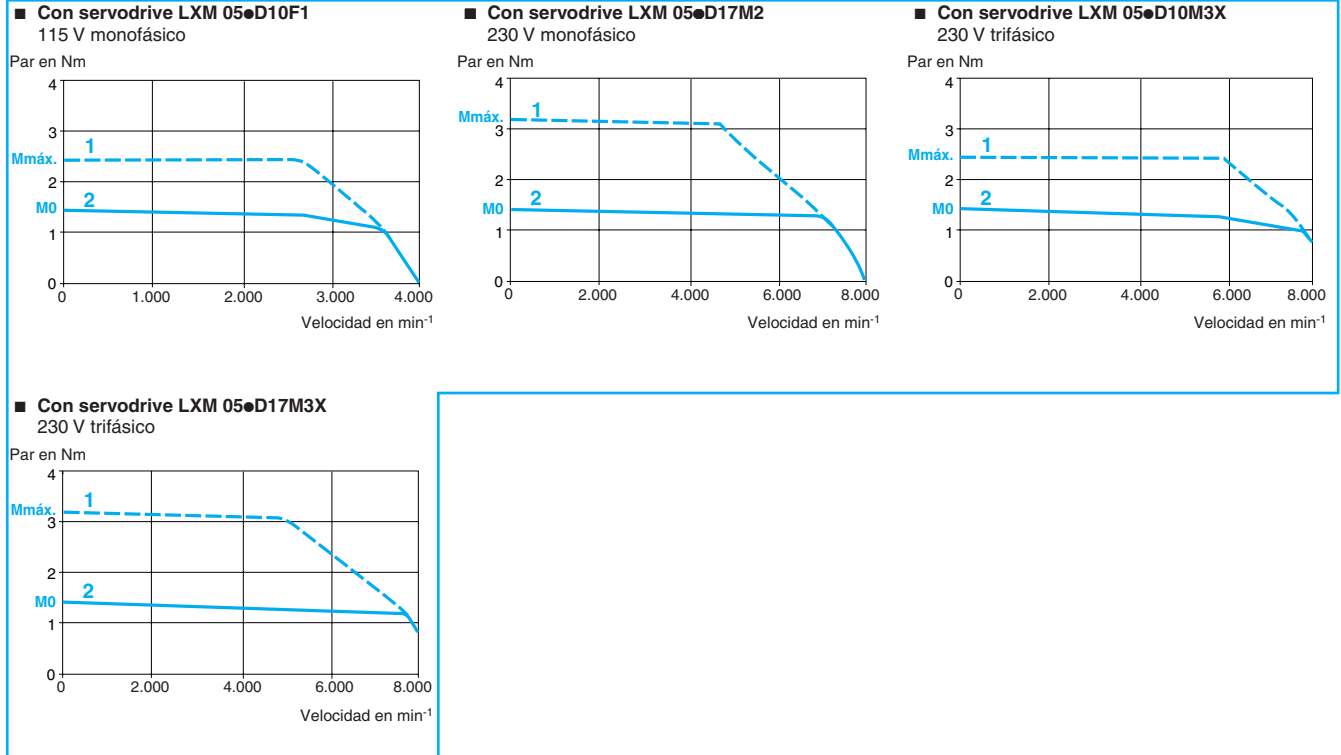 ■ Con servodrive LXM 05●D10F1
115 V monofásico
Par en Nm
4
3
Mmáx.
1
2
M0
2
1
0
0 1.000 2.000 3.000 4.000
Velocidad en min-1
■ Con servodrive LXM 05●D17M2
230 V monofásico
Par en Nm
4
Mmáx.
1
3
2
M0
2
1
0
0 2.000 4.000 6.000 8.000
Velocidad en min-1
■ Con servodrive LXM 05●D10M3X
230 V trifásico
Par en Nm
4
3
Mmáx.
1
2
M0
2
1
0
0 2.000 4.000 6.000 8.000
Velocidad en min-1
■ Con servodrive LXM 05●D17M3X
230 V trifásico
Par en Nm
4
Mmáx.
1
3
2
M0
2
1
0
0 2.000 4.000 6.000 8.000
Velocidad en min-1